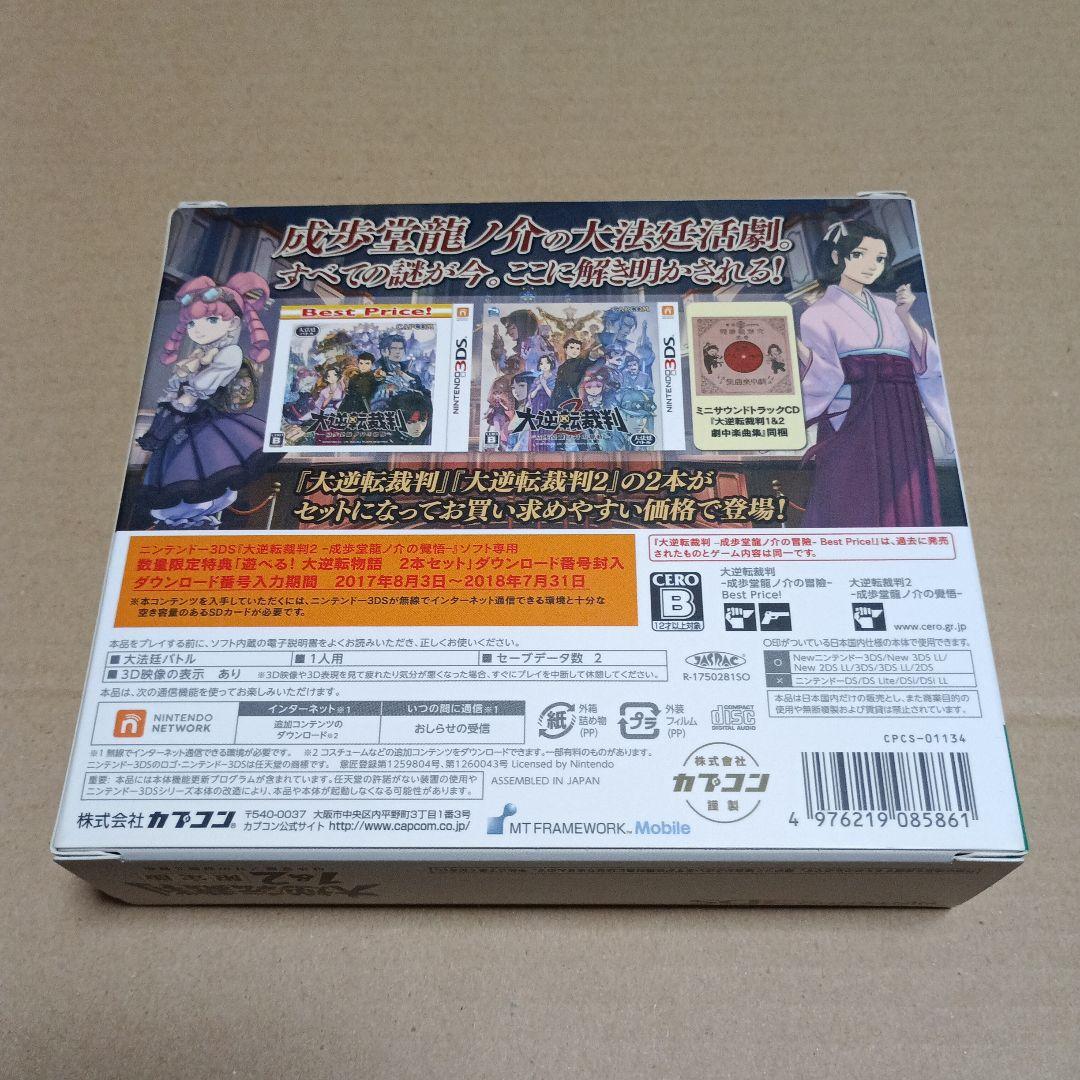 成歩堂龍ノ介の大法廷活劇。
すべての謎が今。ここに解き明かされる!
Best Price!
CAPCOM
大逆転裁判
NINTENDO 3DS
CAPCOM
大逆転裁判
2
NINTENDO 3DS
ミニサウンドトラックCD
『大逆転裁判1&2
劇中楽曲集』同梱
『大逆転裁判』『大逆転裁判2』の2本が
セットになってお買い求めやすい価格で登場!
ニンテンドー3DS『大逆転裁判2 -成歩堂龍ノ介の覺悟-』ソフト専用
数量限定特典「遊べる! 大逆転物語 2本セット」ダウンロード番号封入
ダウンロード番号入力期間 2017年8月3日~2018年7月31日
※本コンテンツを入手していただくには、ニンテンドー3DSが無線でインターネット通信できる環境と十分な
空き容量のあるSDカードが必要です。
『大逆転裁判 -成歩堂龍ノ介の冒險- Best Price!』は、過去に発売
されたものとゲーム内容は同一です。
CERO
B
12才以上対象
大逆転裁判
-成歩堂龍ノ介の冒險-
Best Price!
大逆転裁判2
-成歩堂龍ノ介の覺悟-
www.cero.gr.jp
本品をプレイする前に、ソフト内蔵の電子説明書をよくお読みいただき、正しくお使いください。
■大法廷バトル
■1人用
■セーブデータ数 2
■3D映像の表示 あり
※3D映像や3D表現を見て疲れたり気分が悪くなった場合、すぐにプレイを中断して休憩してください。
JASRAC
R-1750281SO
○印がついている日本国内仕様の本体で使用できます。
○ Newニンテンドー3DS/New 3DS LL/
New 2DS LL/3DS/3DS LL/2DS
× ニンテンドーDS/DS Lite/DSi/DSi LL
本品は、次の通信機能を使ってお楽しみいただけます。
NINTENDO
NETWORK
インターネット※1
追加コンテンツの
ダウンロード※2
いつの間に通信※1
おしらせの受信
紙
外箱
詰め物
(PP)
プラ
外装
フィルム
(PP)
COMPACT
disc
DIGITAL AUDIO
本品は日本国内だけの販売とし、また商業目的の
使用や無断複製および賃貸は禁止されています。
CPCS-01134
※1 無線でインターネット通信できる環境が必要です。 ※2 コスチュームなどの追加コンテンツをダウンロードできます。一部有料のものがあります。
ニンテンドー3DSのロゴ・ニンテンドー3DSは任天堂の商標です。 意匠登録第1259804号、第1260043号 Licensed by Nintendo
重要: 本品には本体機能更新プログラムが含まれています。任天堂の許諾がない装置の使用や
ニンテンドー3DSシリーズ本体の改造により、本品や本体が起動しなくなる可能性があります。
ASSEMBLED IN JAPAN
株式会社
カプコン
謹製
株式会社カプコン®
〒540-0037 大阪市中央区内平野町3丁目1番3号
カプコン公式サイト http://www.capcom.co.jp/
MT FRAMEWORK™ Mobile
4 976219 085861